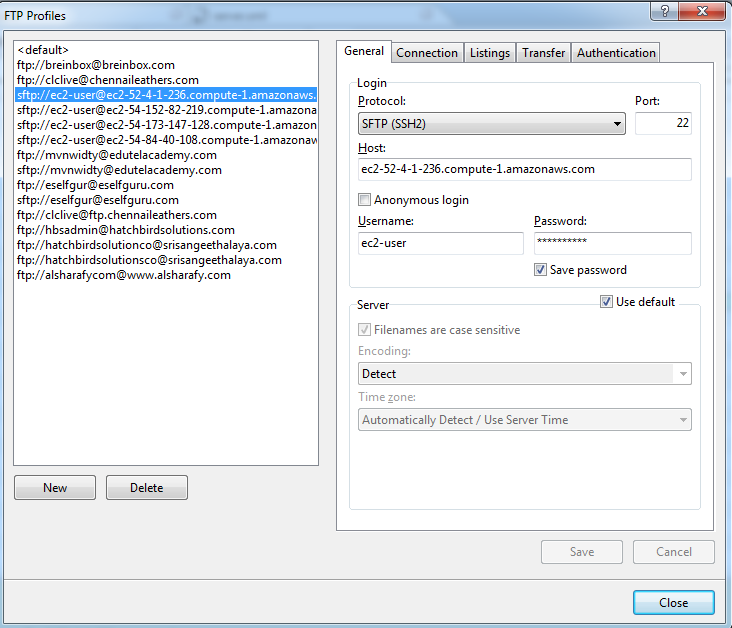 FTP Profiles
?
<default>
ftp://breinbox@breinbox.com
ftp://clclive@chennaileathers.com
sftp://ec2-user@ec2-52-4-1-236.compute-1.amazonaws.
sftp://ec2-user@ec2-54-152-82-219.compute-1.amazona
sftp://ec2-user@ec2-54-173-147-128.compute-1.amazon
sftp://ec2-user@ec2-54-84-40-108.compute-1.amazonaw
ftp://mvnwidty@edutelacademy.com
sftp://mvnwidty@edutelacademy.com
ftp://eselfgur@eselfguru.com
sftp://eselfgur@eselfguru.com
ftp://clclive@ftp.chennaileathers.com
ftp://hbsadmin@hatchbirdsolutions.com
ftp://hatchbirdsolutionco@srisangeethalaya.com
ftp://hatchbirdsolutionsco@srisangeethalaya.com
ftp://alsharafycom@www.alsharafy.com
New Delete
General Connection Listings Transfer Authentication
Login
Protocol: Port:
SFTP (SSH2) 22
Host:
ec2-52-4-1-236.compute-1.amazonaws.com
Anonymous login
Username: Password:
ec2-user **********
Save password
Server Use default
Filenames are case sensitive
Encoding:
Detect
Time zone:
Automatically Detect / Use Server Time
Save Cancel
Close